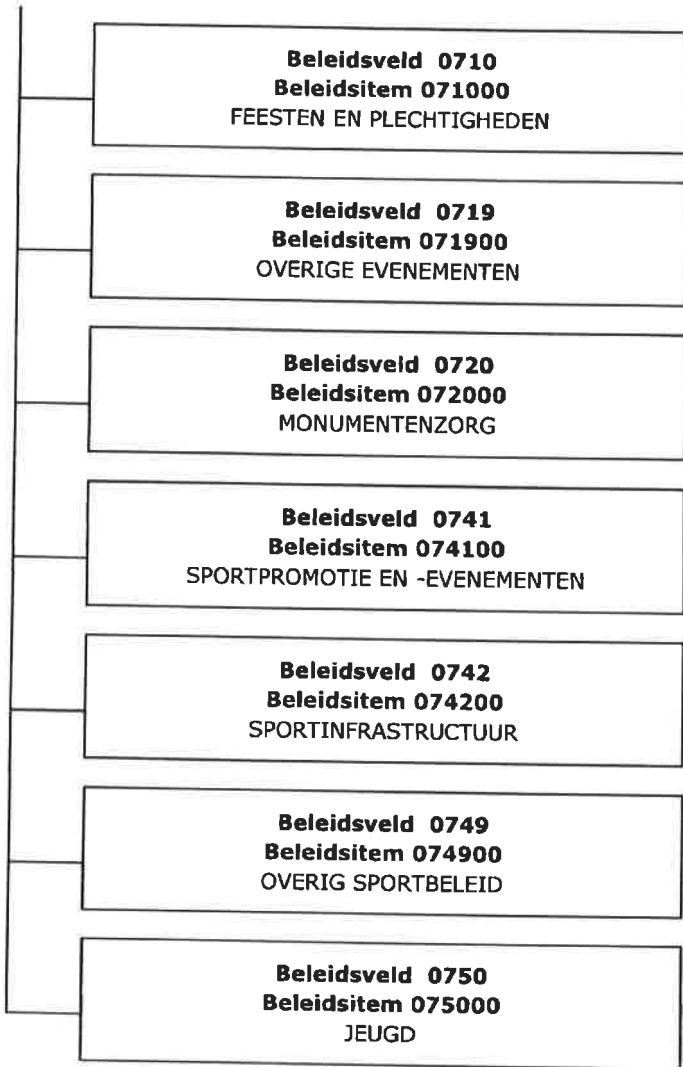 Beleidsveld 0710
Beleidsitem 071000
FEESTEN EN PLECHTIGHEDEN
Beleidsveld 0719
Beleidsitem 071900
OVERIGE EVENEMENTEN
Beleidsveld 0720
Beleidsitem 072000
MONUMENTENZORG
Beleidsveld 0741
Beleidsitem 074100
SPORTPROMOTIE EN -EVENEMENTEN
Beleidsveld 0742
Beleidsitem 074200
SPORTINFRASTRUCTUUR
Beleidsveld 0749
Beleidsitem 074900
OVERIG SPORTBELEID
Beleidsveld 0750
Beleidsitem 075000
JEUGD